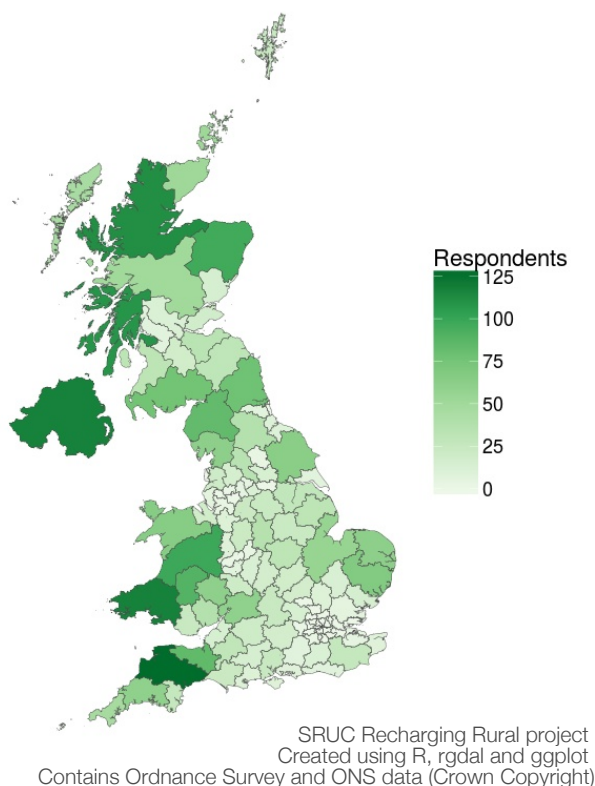 Respondents
125
100
75
50
25
0
SRUC Recharging Rural project
Created using R, rgdal and ggplot
Contains Ordnance Survey and ONS data (Crown Copyright)